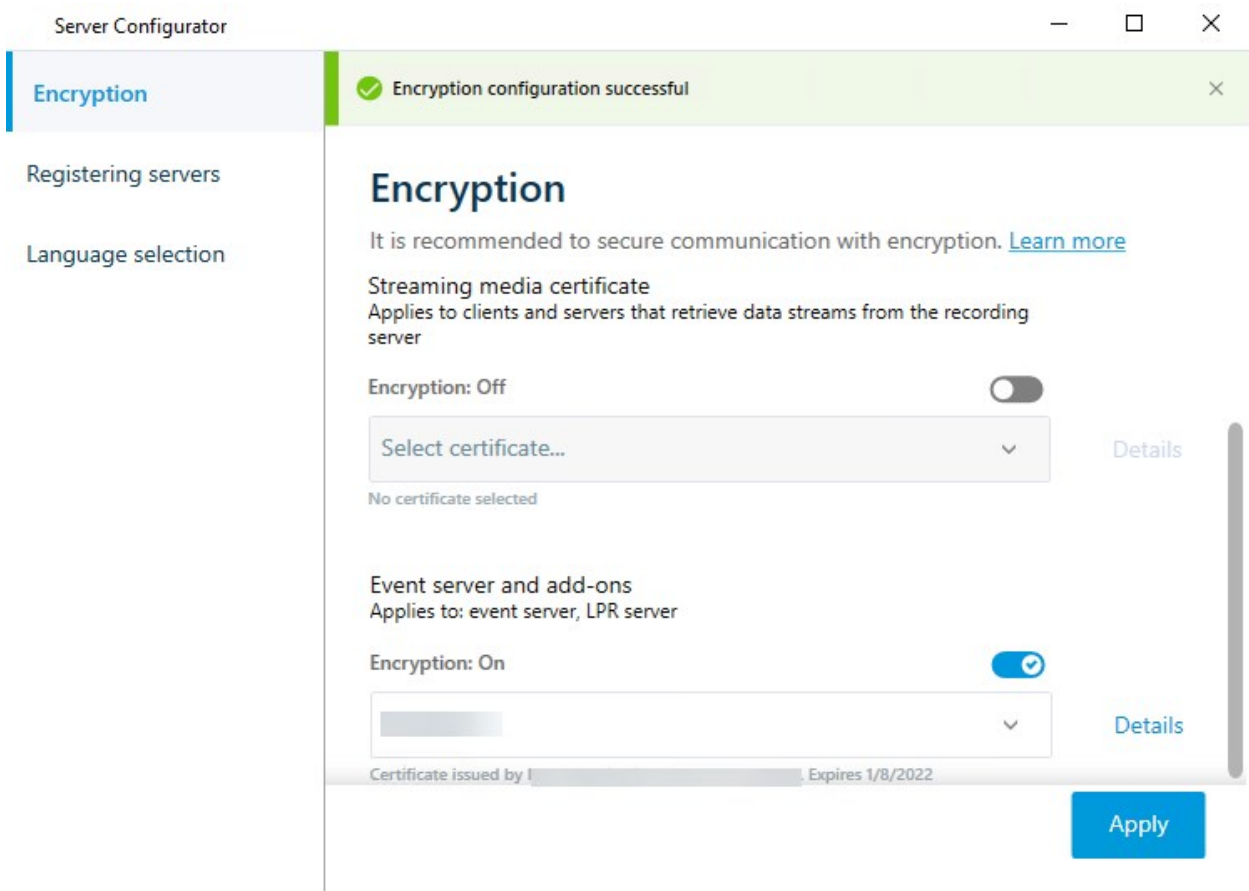 Server Configurator
Encryption
Registering servers
Language selection
Encryption configuration successful
Encryption
It is recommended to secure communication with encryption. Learn more
Streaming media certificate
Applies to clients and servers that retrieve data streams from the recording
server
Encryption: Off
Select certificate...
Details
No certificate selected
Event server and add-ons
Applies to: event server, LPR server
Encryption: On
Details
Certificate issued by . Expires 1/8/2022
Apply